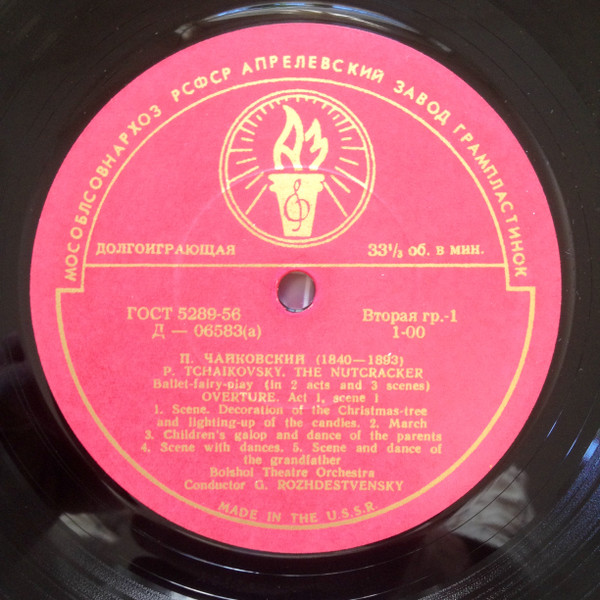 МОСОБЛСОВНАРХОЗ РСФСР АПРЕЛЕВСКИЙ ЗАВОД ГРАМПЛАСТИНОК
АЗ
ДОЛГОИГРАЮЩАЯ 33 1/3 об. в мин.
ГОСТ 5289-56 Вторая гр.-1
Д — 06583(а) 1-00
П. ЧАЙКОВСКИЙ (1840—1893)
P. TCHAIKOVSKY. THE NUTCRACKER
Ballet-fairy-play (in 2 acts and 3 scenes)
OVERTURE. Act 1, scene 1
1. Scene. Decoration of the Christmas-tree
and lighting-up of the candles. 2. March
3. Children's galop and dance of the parents
4. Scene with dances. 5. Scene and dance of
the grandfather
Bolshoi Theatre Orchestra
Conductor G. ROZHDESTVENSKY
MADE IN THE U.S.S.R